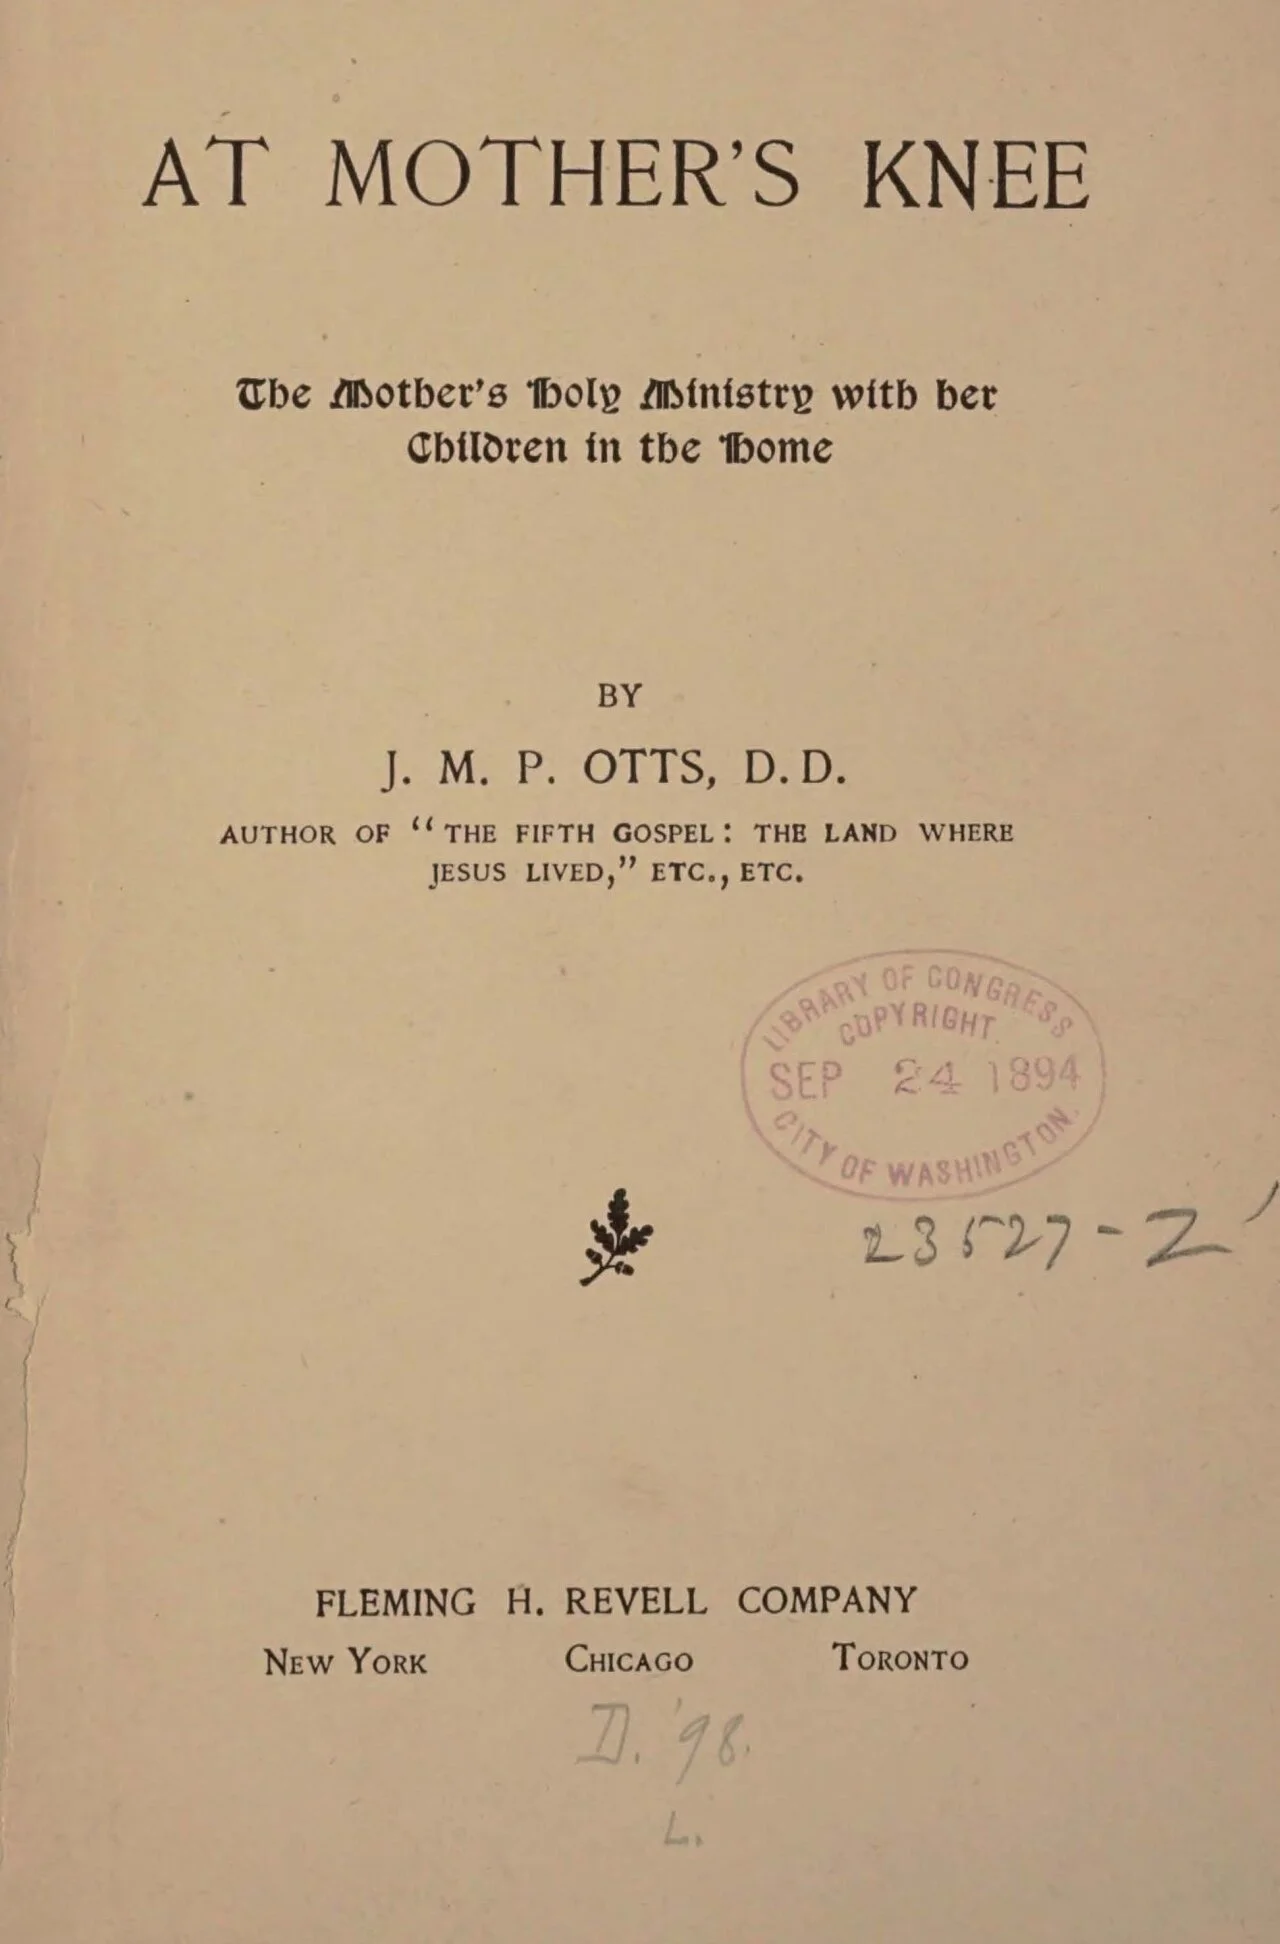 AT MOTHER'S KNEE
The Mother's Holy Ministry with her
Children in the Home
BY
J. M. P. OTTS, D. D.
AUTHOR OF "THE FIFTH GOSPEL: THE LAND WHERE
JESUS LIVED," ETC., ETC.
LIBRARY OF CONGRESS
COPYRIGHT.
SEP 24 1894
CITY OF WASHINGTON.
23527-Z'
FLEMING H. REVELL COMPANY
NEW YORK CHICAGO TORONTO
D. '98.
L.